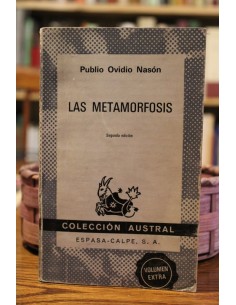 Publio Ovidio Nasón
LAS METAMORFOSIS
Segunda edición
COLECCIÓN AUSTRAL
ESPASA-CALPE, S. A.
VOLUMEN
EXTRA